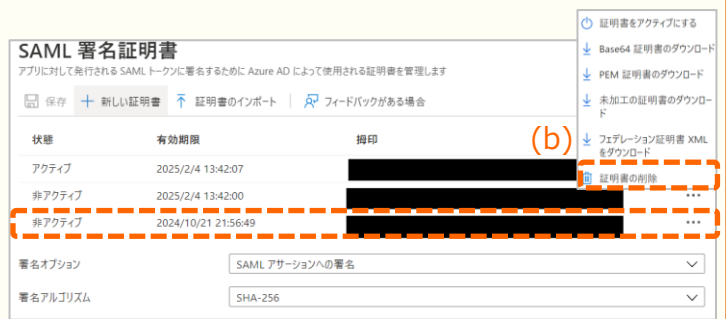 SAML 署名証明書
アプリに対して発行される SAML トークンに署名するために Azure AD によって使用される証明書を管理します
保存 新しい証明書 証明書のインポート フィードバックがある場合
状態 有効期限 拇印
アクティブ 2025/2/4 13:42:07
非アクティブ 2025/2/4 13:42:00
非アクティブ 2024/10/21 21:56:49
署名オプション SAML アサーションへの署名
署名アルゴリズム SHA-256
(b)
証明書をアクティブにする
Base64 証明書のダウンロード
PEM 証明書のダウンロード
未加工の証明書のダウンロー
ド
フェデレーション証明書 XML
をダウンロード
証明書の削除